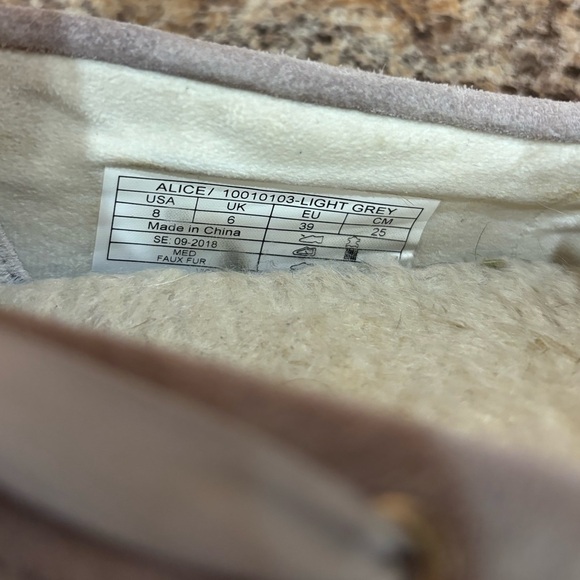 ALICE/ 10010103-LIGHT GREY
USA UK EU CM
8 6 39 25
Made in China
SE: 09-2018
MED
FAUX FUR